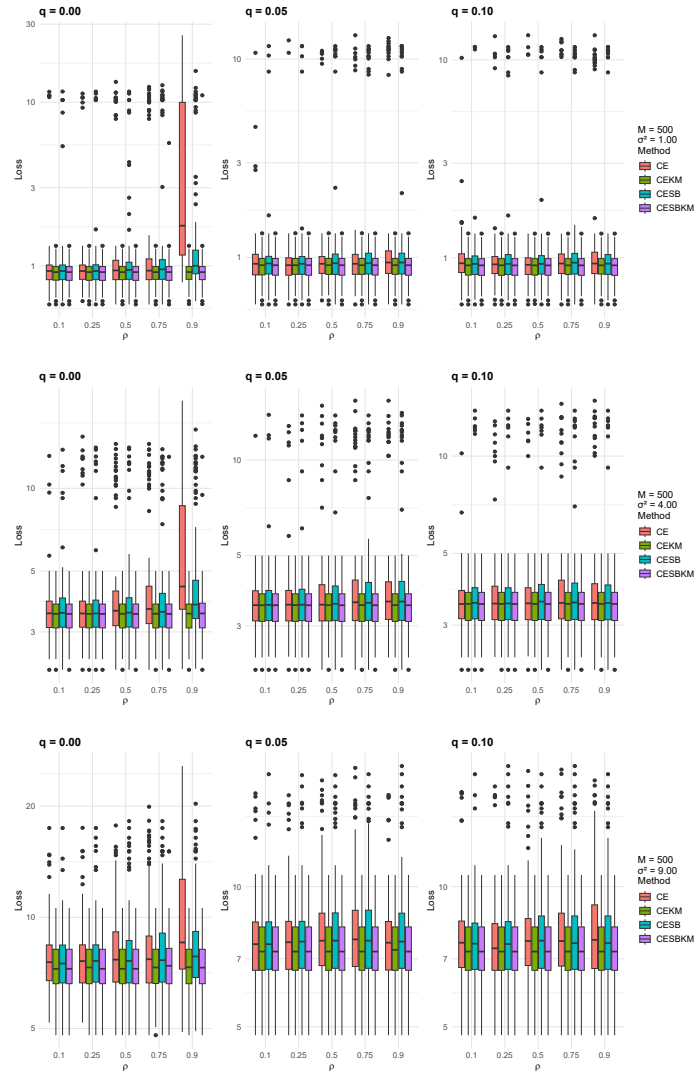 q = 0.00
q = 0.05
q = 0.10
30
10
3
1
Loss
0.1 0.25 0.5 0.75 0.9
ρ
10
3
1
Loss
0.1 0.25 0.5 0.75 0.9
ρ
10
3
1
Loss
0.1 0.25 0.5 0.75 0.9
ρ
M = 500
σ² = 1.00
Method
CE
CEKM
CESB
CESBKM
q = 0.00
q = 0.05
q = 0.10
10
5
3
Loss
0.1 0.25 0.5 0.75 0.9
ρ
10
5
3
Loss
0.1 0.25 0.5 0.75 0.9
ρ
10
5
3
Loss
0.1 0.25 0.5 0.75 0.9
ρ
M = 500
σ² = 4.00
Method
CE
CEKM
CESB
CESBKM
q = 0.00
q = 0.05
q = 0.10
20
10
5
Loss
0.1 0.25 0.5 0.75 0.9
ρ
10
7
5
Loss
0.1 0.25 0.5 0.75 0.9
ρ
10
7
5
Loss
0.1 0.25 0.5 0.75 0.9
ρ
M = 500
σ² = 9.00
Method
CE
CEKM
CESB
CESBKM